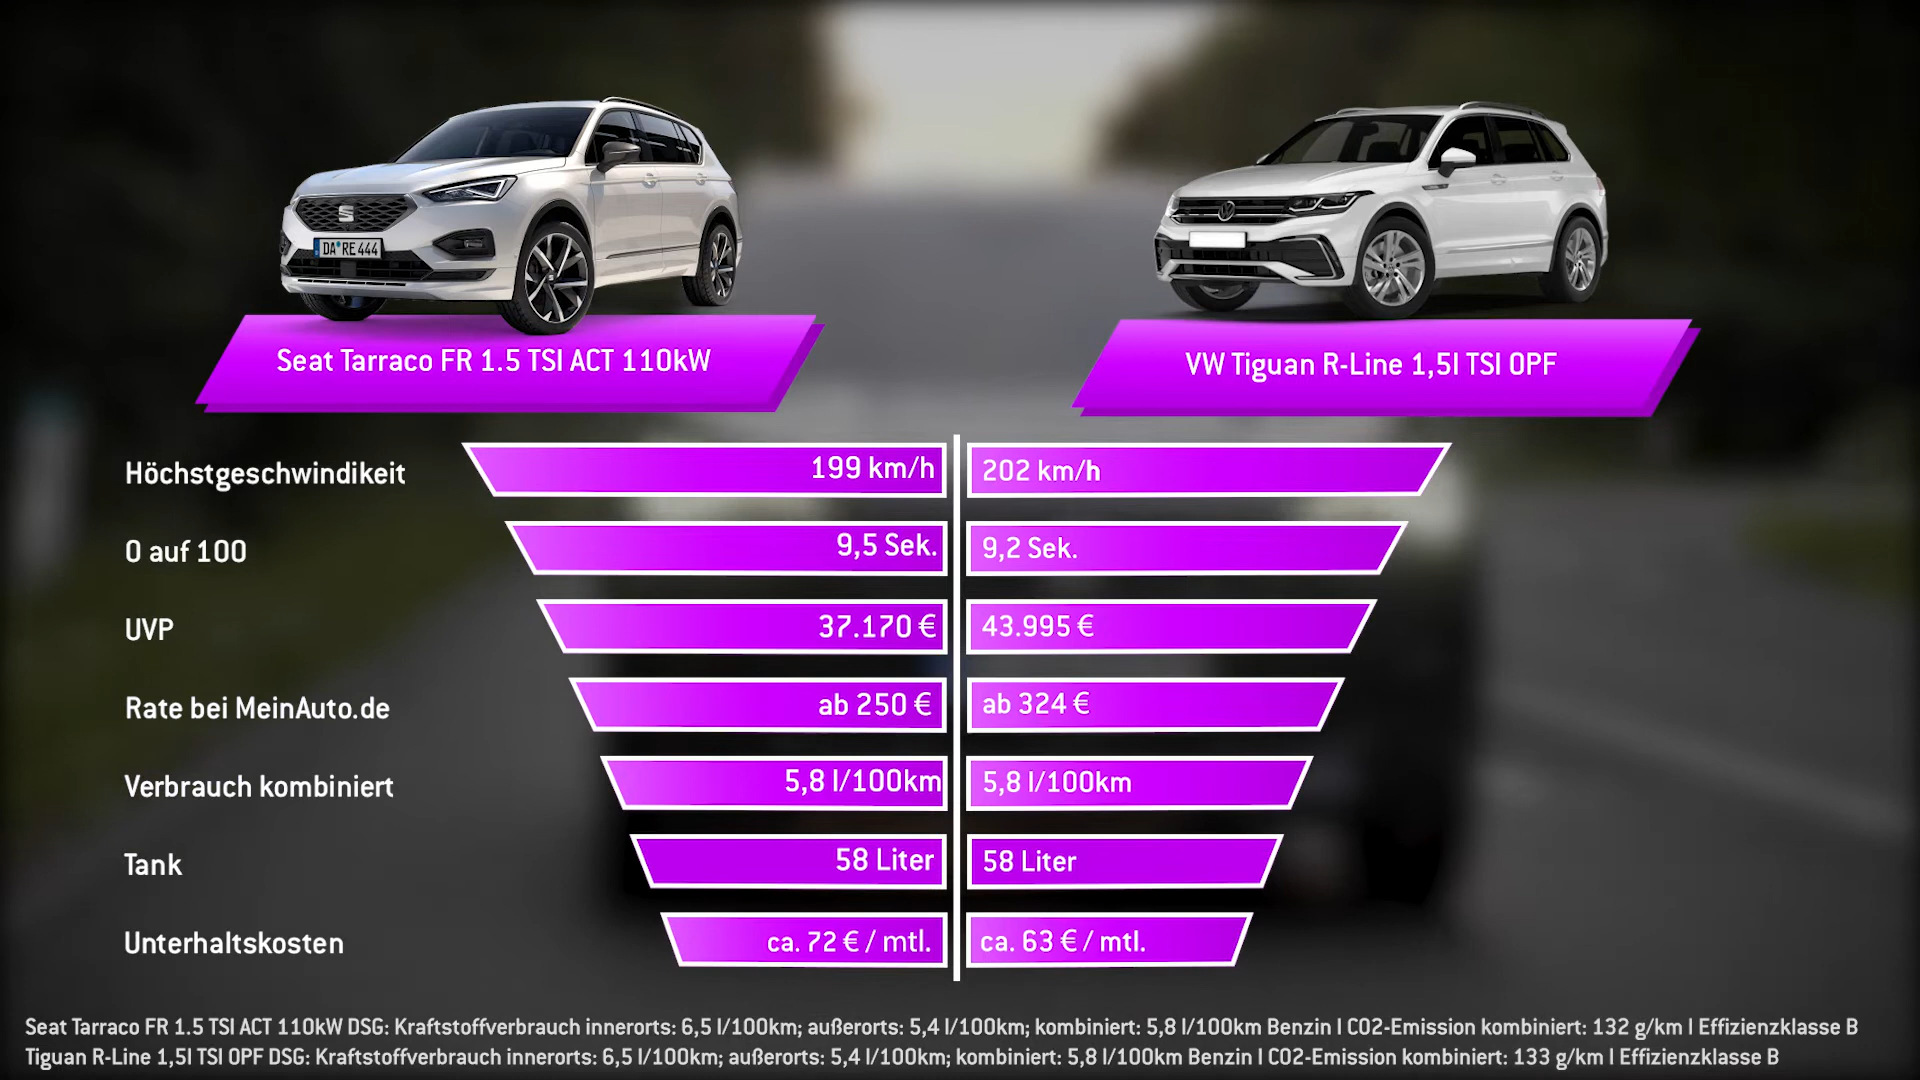 DA RE 444
Seat Tarraco FR 1.5 TSI ACT 110kW
VW Tiguan R-Line 1,5l TSI OPF
Höchstgeschwindikeit 199 km/h 202 km/h
0 auf 100 9,5 Sek. 9,2 Sek.
UVP 37.170 € 43.995 €
Rate bei MeinAuto.de ab 250 € ab 324 €
Verbrauch kombiniert 5,8 l/100km 5,8 l/100km
Tank 58 Liter 58 Liter
Unterhaltskosten ca. 72 € / mtl. ca. 63 € / mtl.
Seat Tarraco FR 1.5 TSI ACT 110kW DSG: Kraftstoffverbrauch innerorts: 6,5 l/100km; außerorts: 5,4 l/100km; kombiniert: 5,8 l/100km Benzin I CO2-Emission kombiniert: 132 g/km I Effizienzklasse B
Tiguan R-Line 1,5l TSI OPF DSG: Kraftstoffverbrauch innerorts: 6,5 l/100km; außerorts: 5,4 l/100km; kombiniert: 5,8 l/100km Benzin I CO2-Emission kombiniert: 133 g/km I Effizienzklasse B